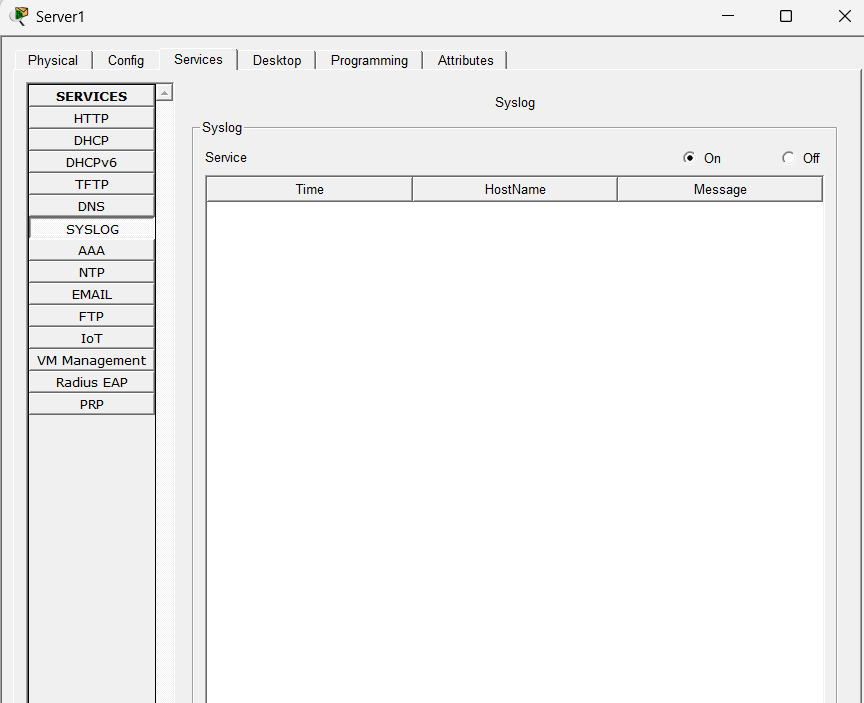 Server1
Physical Config Services Desktop Programming Attributes
SERVICES
HTTP
DHCP
DHCPv6
TFTP
DNS
SYSLOG
AAA
NTP
EMAIL
FTP
IoT
VM Management
Radius EAP
PRP
Syslog
Syslog
Service On Off
Time HostName Message